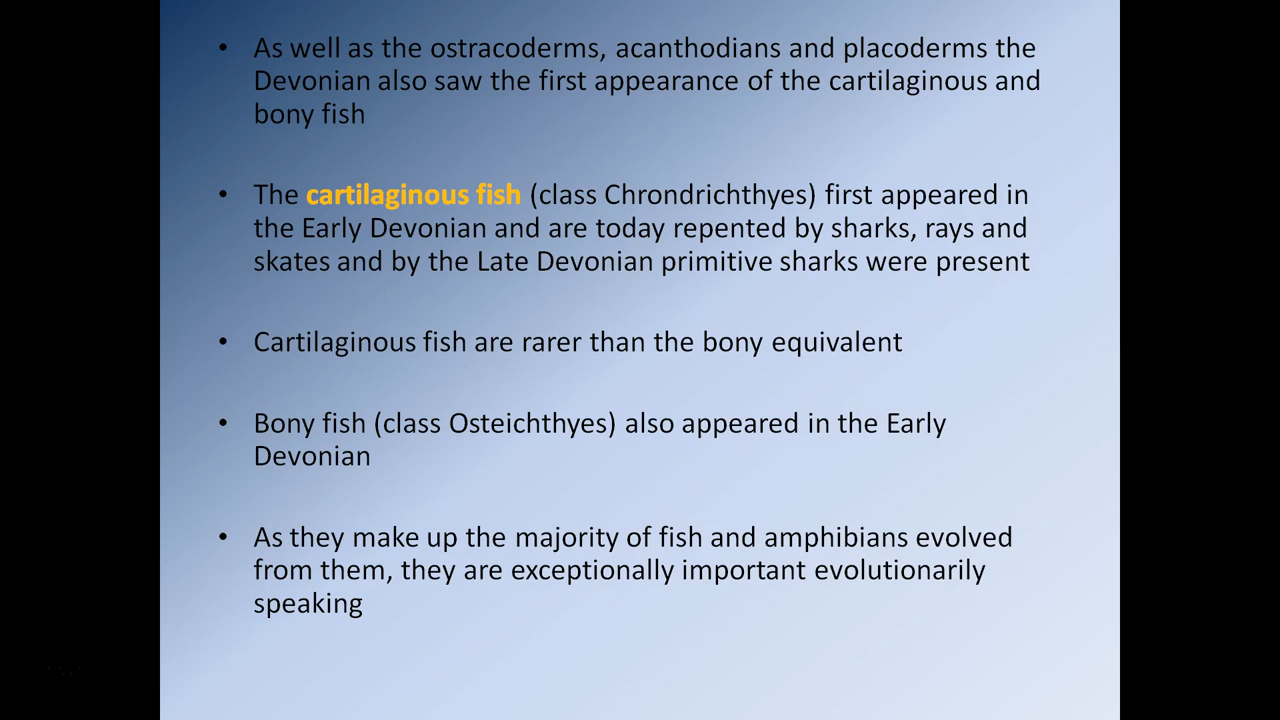 • As well as the ostracoderms, acanthodians and placoderms the
Devonian also saw the first appearance of the cartilaginous and
bony fish
• The cartilaginous fish (class Chrondrichthyes) first appeared in
the Early Devonian and are today repented by sharks, rays and
skates and by the Late Devonian primitive sharks were present
• Cartilaginous fish are rarer than the bony equivalent
• Bony fish (class Osteichthyes) also appeared in the Early
Devonian
• As they make up the majority of fish and amphibians evolved
from them, they are exceptionally important evolutionarily
speaking